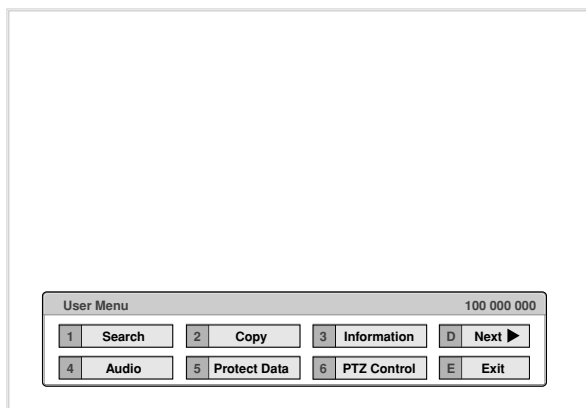 User Menu 100 000 000
1 Search 2 Copy 3 Information D Next
4 Audio 5 Protect Data 6 PTZ Control E Exit